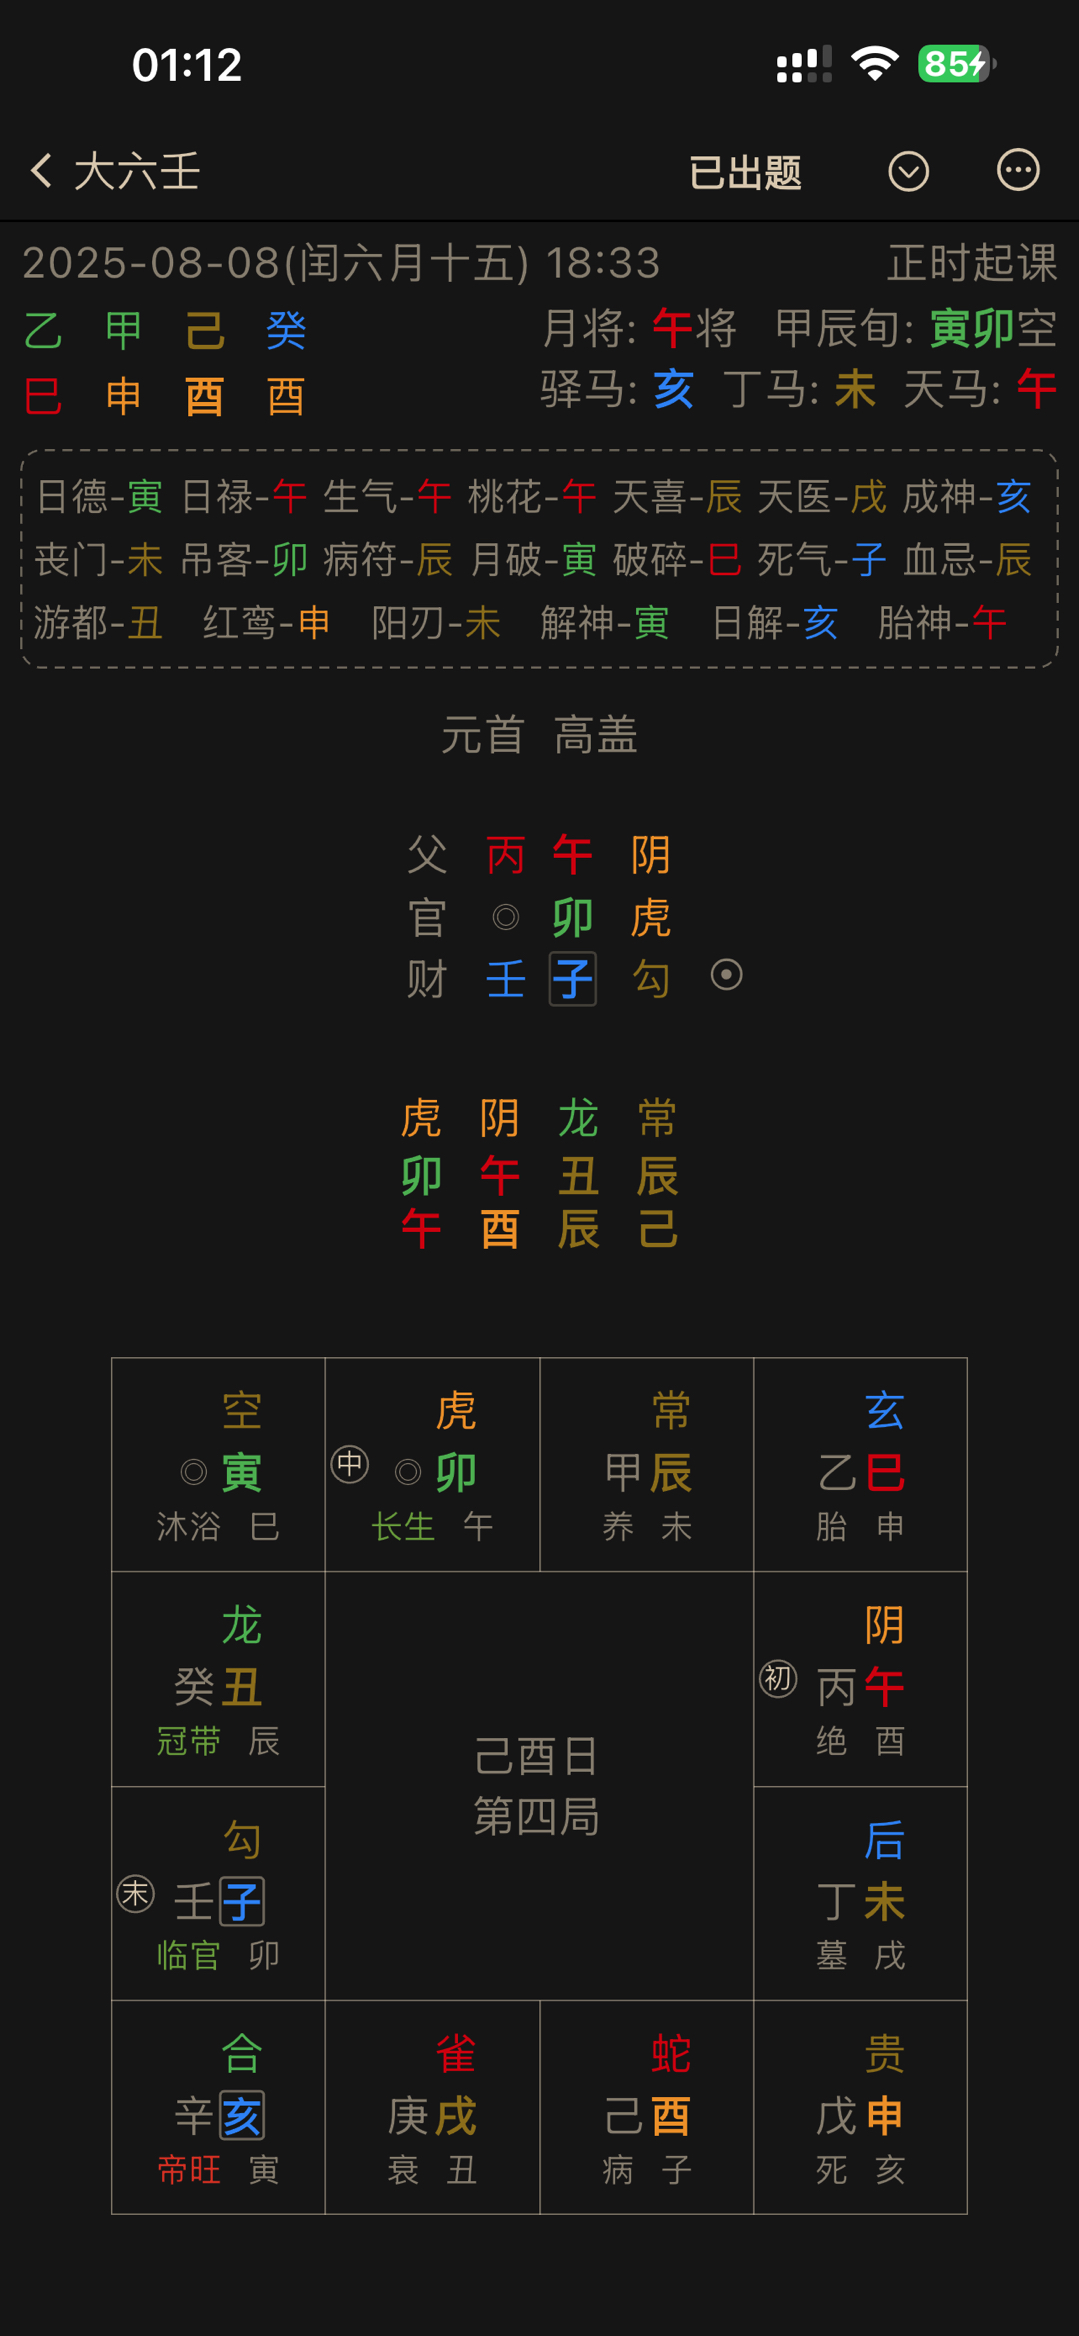 01:12
85
大六壬 已出题
2025-08-08(闰六月十五) 18:33 正时起课
乙 甲 己 癸 月将: 午将 甲辰旬: 寅卯空
巳 申 酉 酉 驿马: 亥 丁马: 未 天马: 午
日德-寅 日禄-午 生气-午 桃花-午 天喜-辰 天医-戌 成神-亥
丧门-未 吊客-卯 病符-辰 月破-寅 破碎-巳 死气-子 血忌-辰
游都-丑 红鸾-申 阳刃-未 解神-寅 日解-亥 胎神-午
元首 高盖
父 丙 午 阴
官 ◎ 卯 虎
财 壬 子 勾 ⊙
虎 阴 龙 常
卯 午 丑 辰
午 酉 辰 己
空 虎 常 玄
◎寅 中 ◎卯 甲辰 乙巳
沐浴 巳 长生 午 养 未 胎 申
龙 阴
癸丑 初 丙午
冠带 辰 绝 酉
己酉日
第四局
勾 后
末 壬子 丁未
临官 卯 墓 戌
合 雀 蛇 贵
辛亥 庚戌 己酉 戊申
帝旺 寅 衰 丑 病 子 死 亥